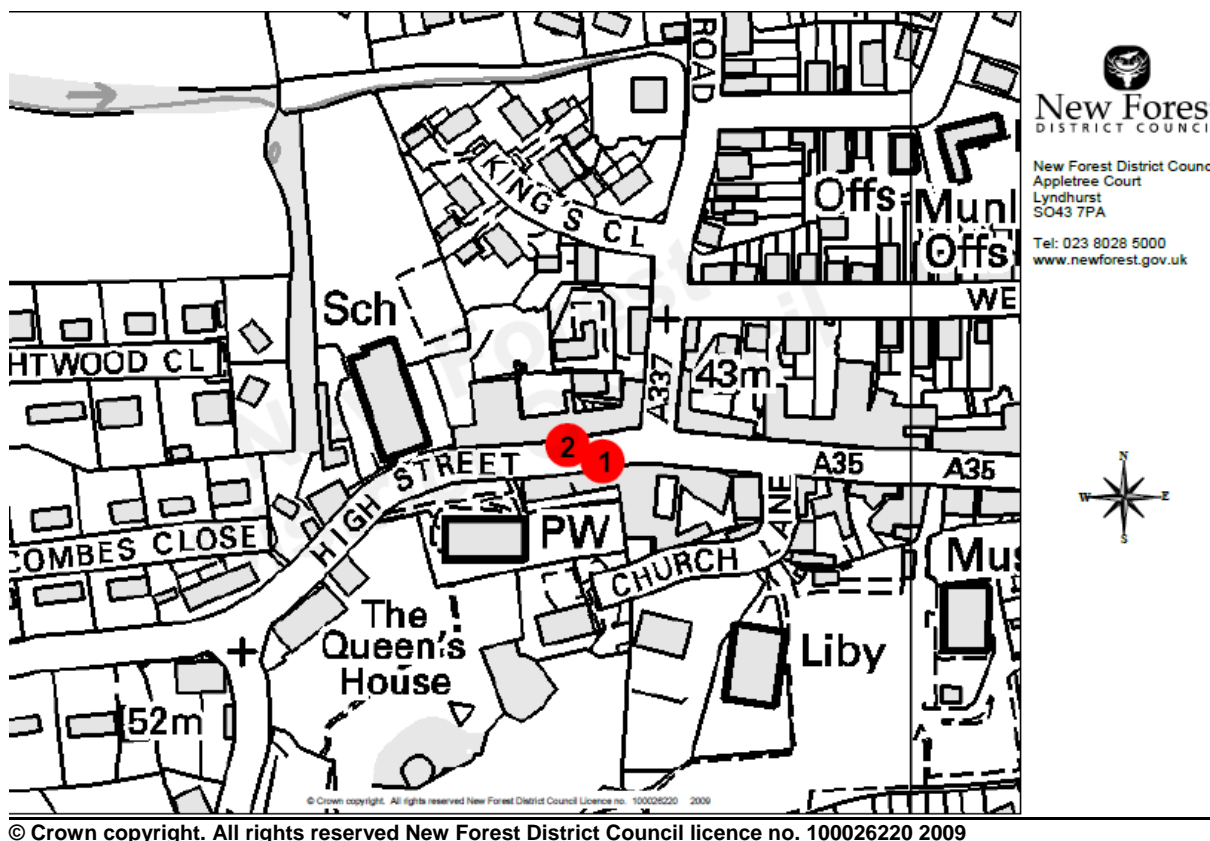 ROAD
KING'S CL
Offs
Munl
Offs
WE
Sch
HTWOOD CL
A337
43m
2
1
HIGH STREET
A35
A35
COMBES CLOSE
PW
CHURCH LANE
Mus
The
Queen's
House
Liby
52m
New Forest
District Council
© Crown copyright. All rights reserved New Forest District Council Licence no. 100026220 2009
New Fores
DISTRICT COUNCI
New Forest District Counc
Appletree Court
Lyndhurst
SO43 7PA
Tel: 023 8028 5000
www.newforest.gov.uk
N
W
E
S
© Crown copyright. All rights reserved New Forest District Council licence no. 100026220 2009